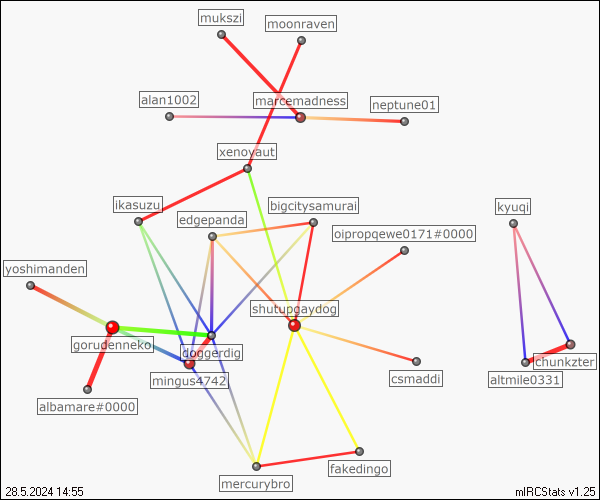 mukszi
moonraven
alan1002
marcemadness
neptune01
xenoyaut
ikasuzu
bigcitysamurai
kyuqi
edgepanda
oipropqewe0171#0000
yoshimanden
shutupgaydog
gorudenneko
doggerdig
chunkzter
mingus4742
csmaddi
altmile0331
albamare#0000
fakedingo
mercurybro
28.5.2024 14:55
mIRCStats v1.25